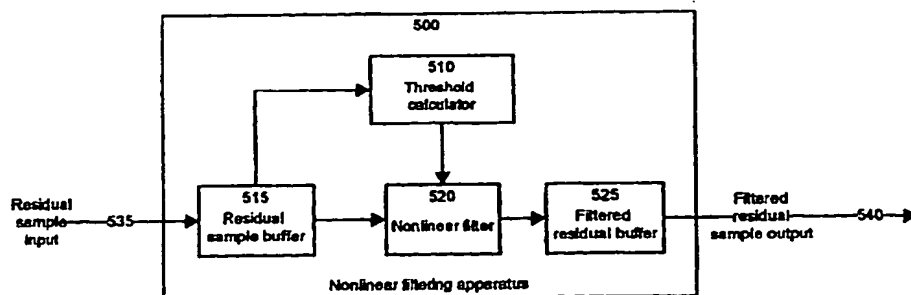 500
510
Threshold
calculator
515
Residual
sample buffer
520
Nonlinear filter
525
Filtered
residual buffer
Residual
sample
input
535
Filtered
residual
sample output
540
Nonlinear filtering apparatus